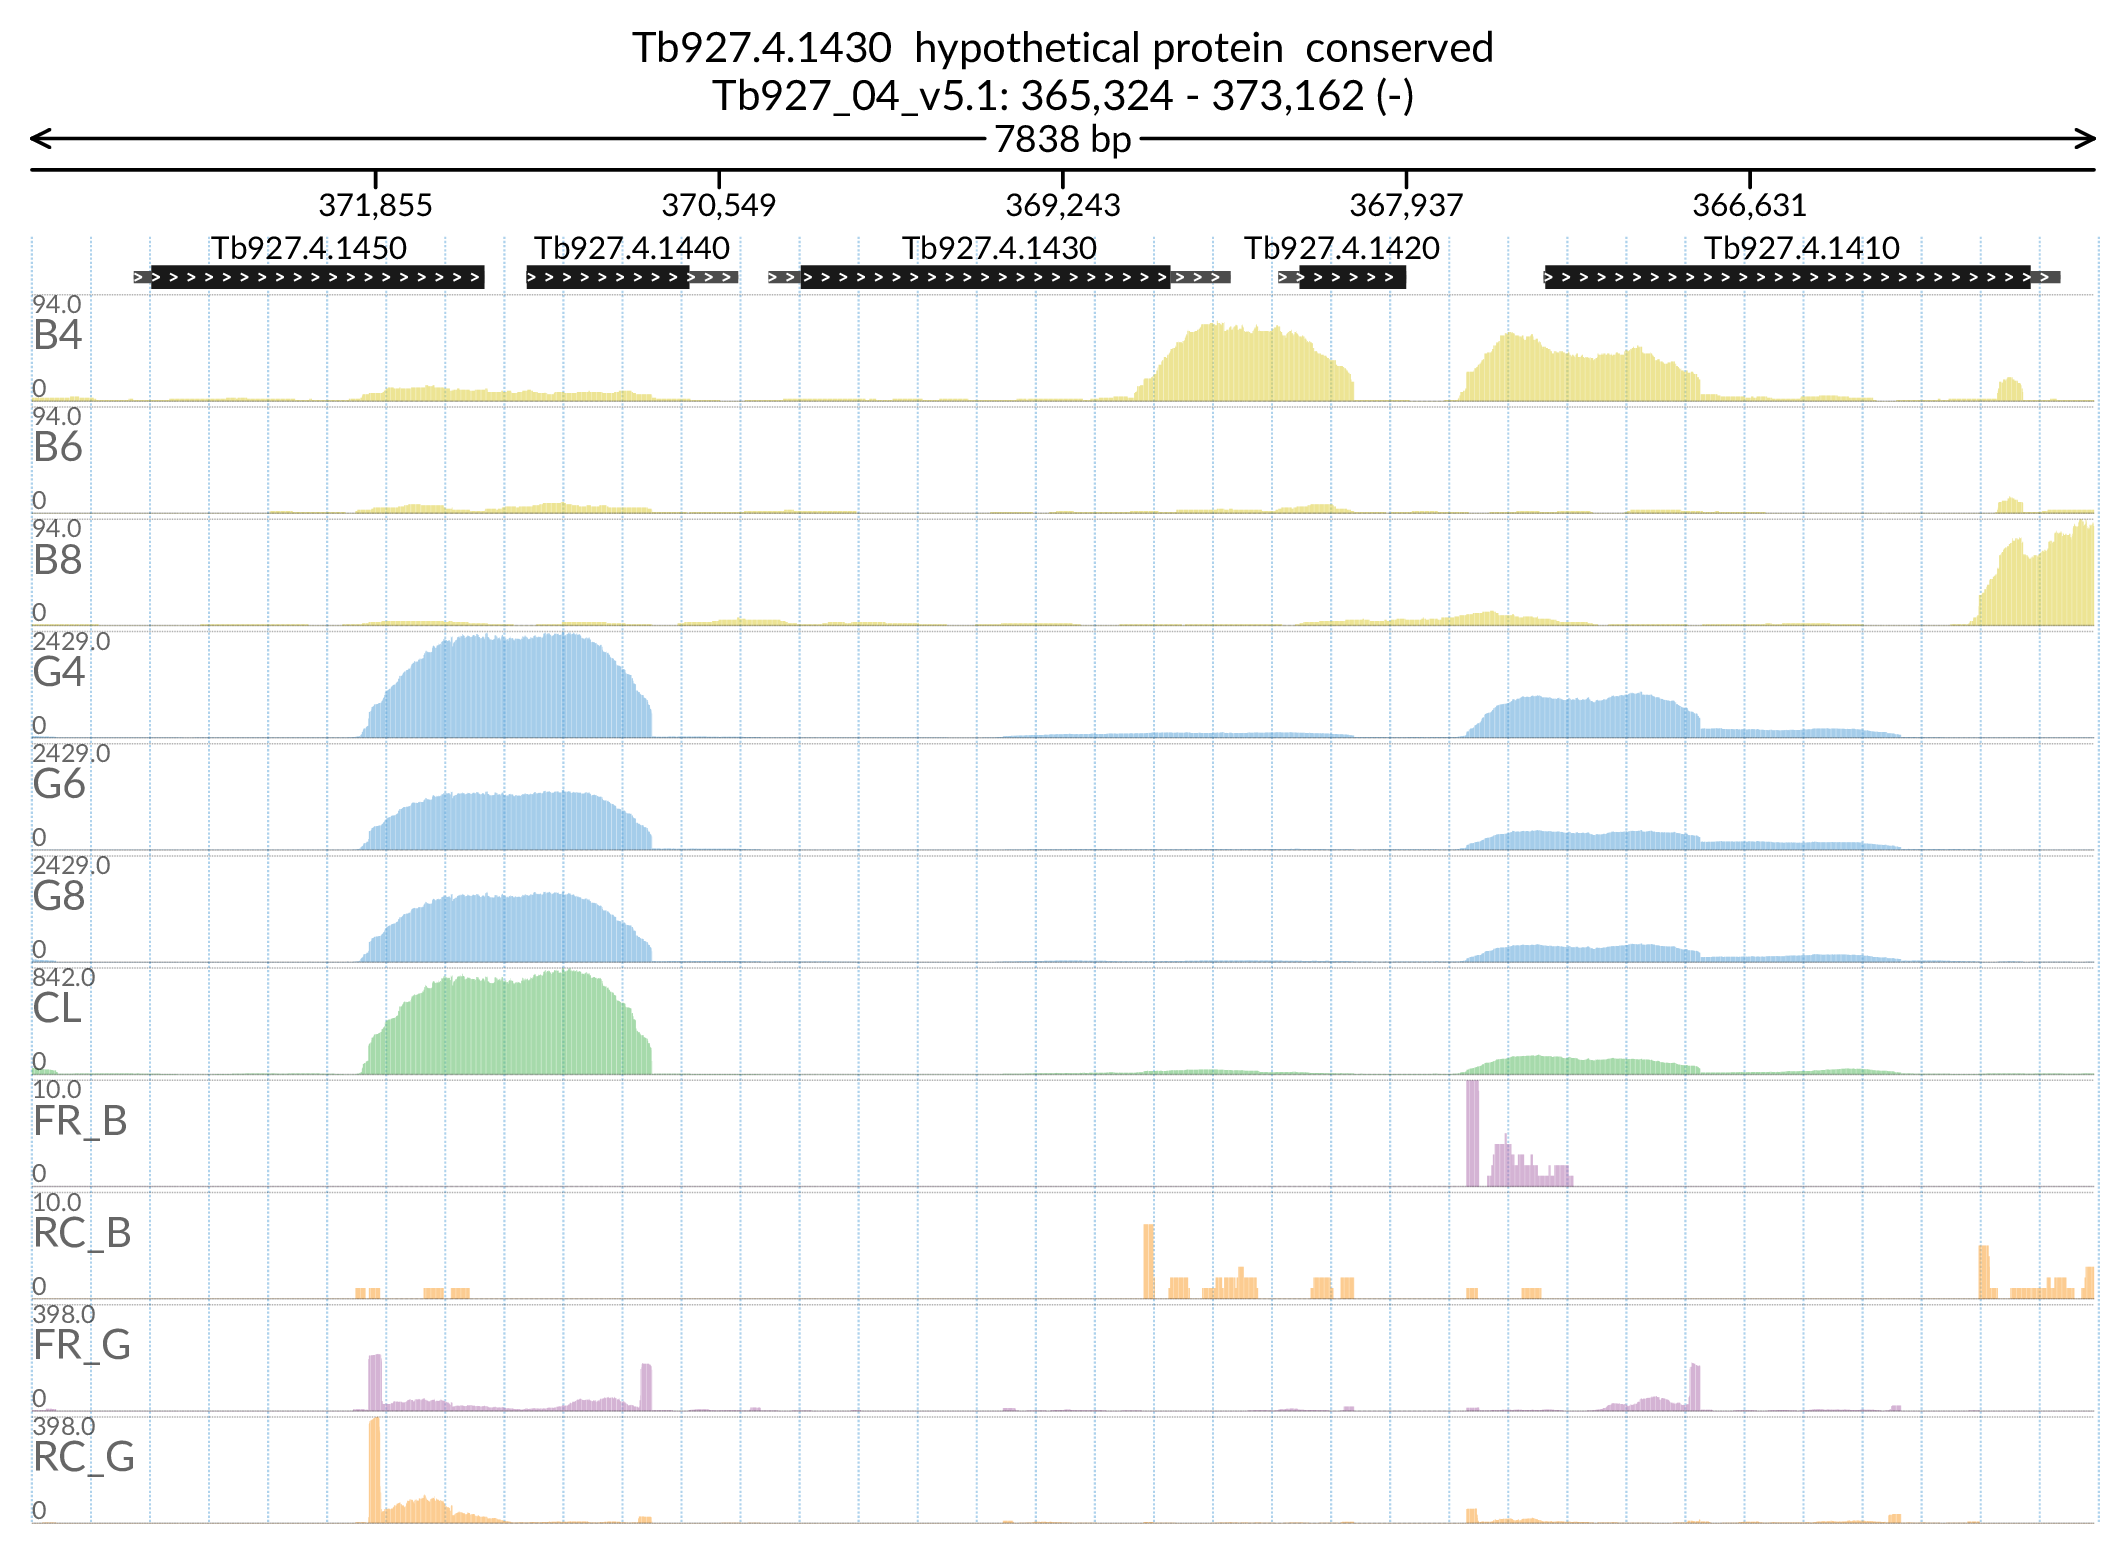 Tb927.4.1430 hypothetical protein conserved
Tb927_04_v5.1: 365,324 - 373,162 (-)
7838 bp
371,855 370,549 369,243 367,937 366,631
Tb927.4.1450 Tb927.4.1440 Tb927.4.1430 Tb927.4.1420 Tb927.4.1410
94.0
B4
0
94.0
B6
0
94.0
B8
0
2429.0
G4
0
2429.0
G6
0
2429.0
G8
0
842.0
CL
0
10.0
FR_B
0
10.0
RC_B
0
398.0
FR_G
0
398.0
RC_G
0